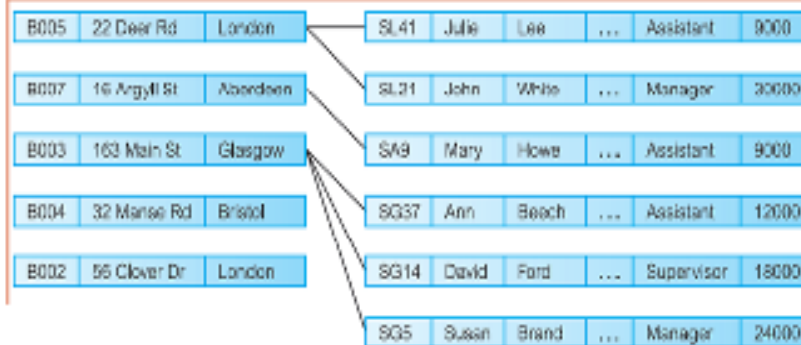 B005 22 Deer Rd London SL41 Julie Lee ... Assistant 9000
B007 16 Argyll St Aberdeen SL21 John White ... Manager 30000
B003 163 Main St Glasgow SA9 Mary Howe ... Assistant 9000
B004 32 Manse Rd Bristol SG37 Ann Beech ... Assistant 12000
B002 56 Clover Dr London SG14 David Ford ... Supervisor 18000
SG5 Susan Brand ... Manager 24000